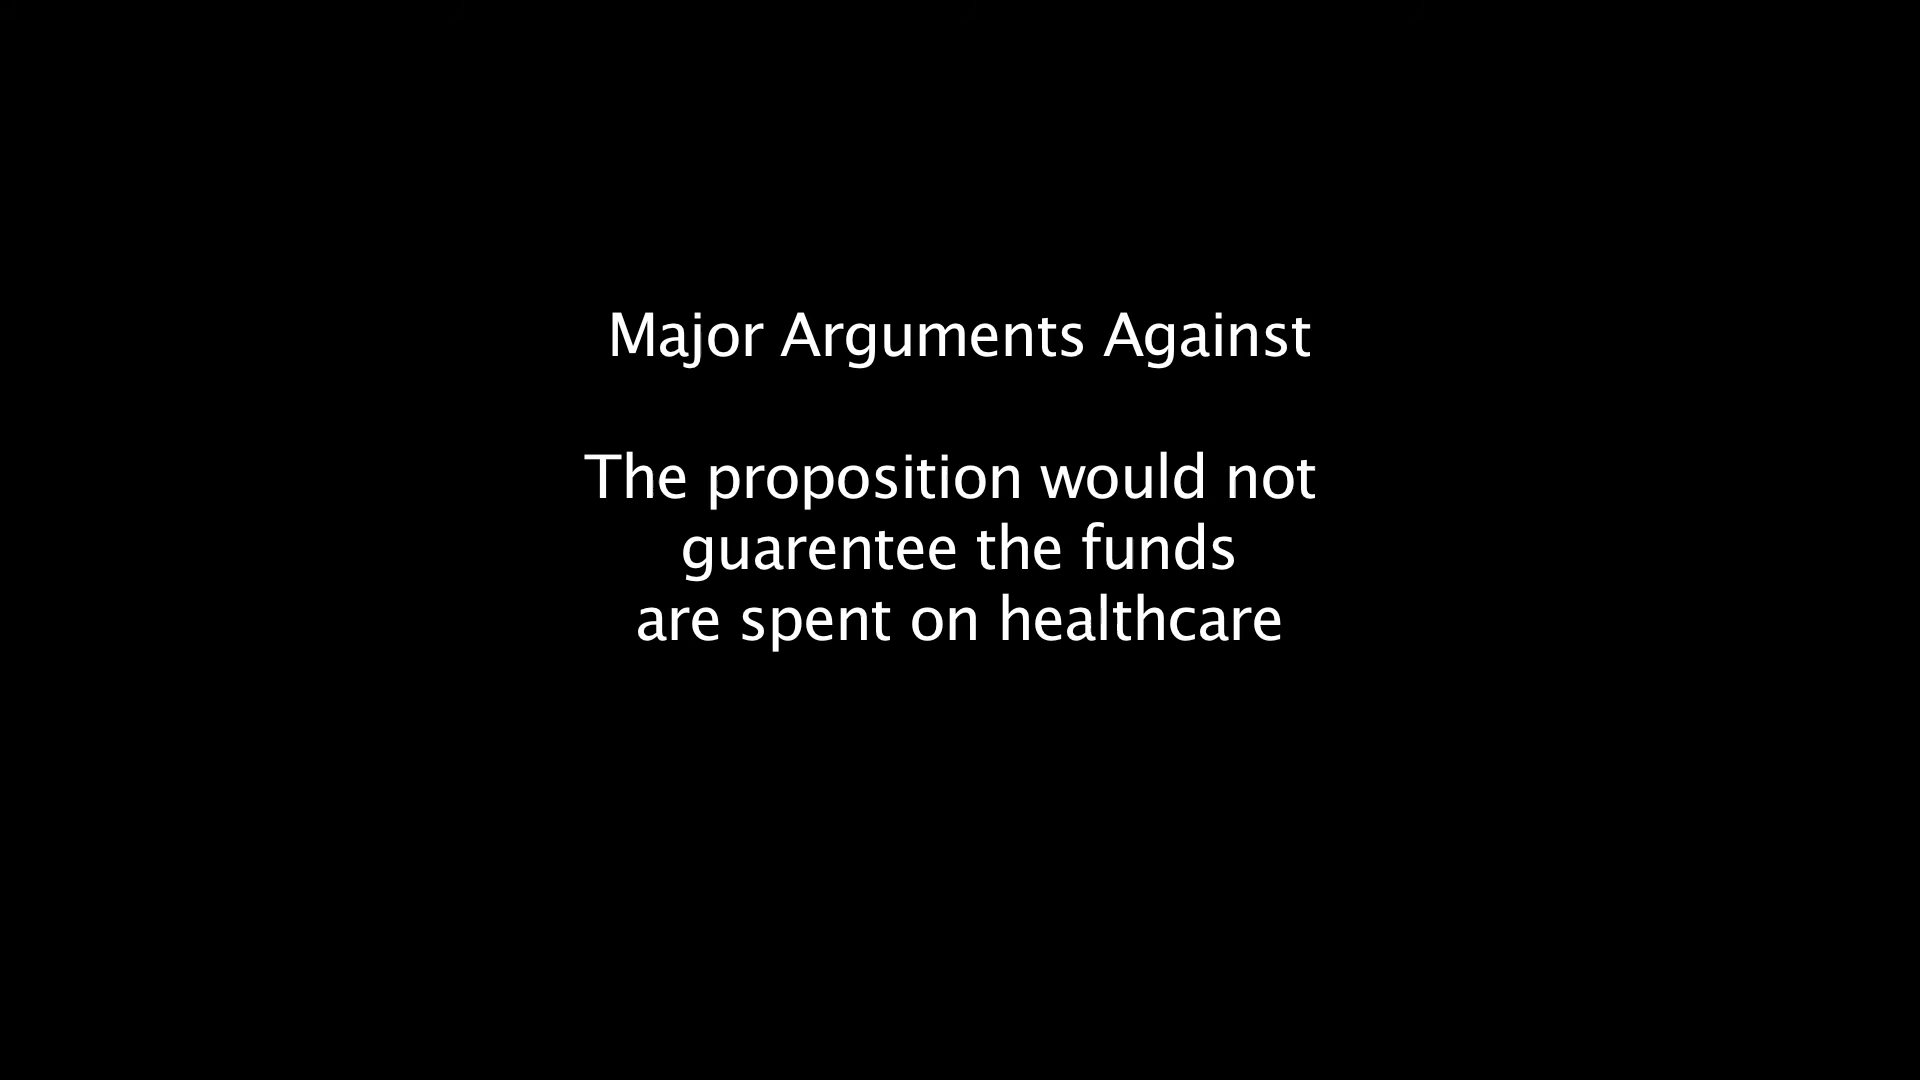 Major Arguments Against
The proposition would not
guarentee the funds
are spent on healthcare